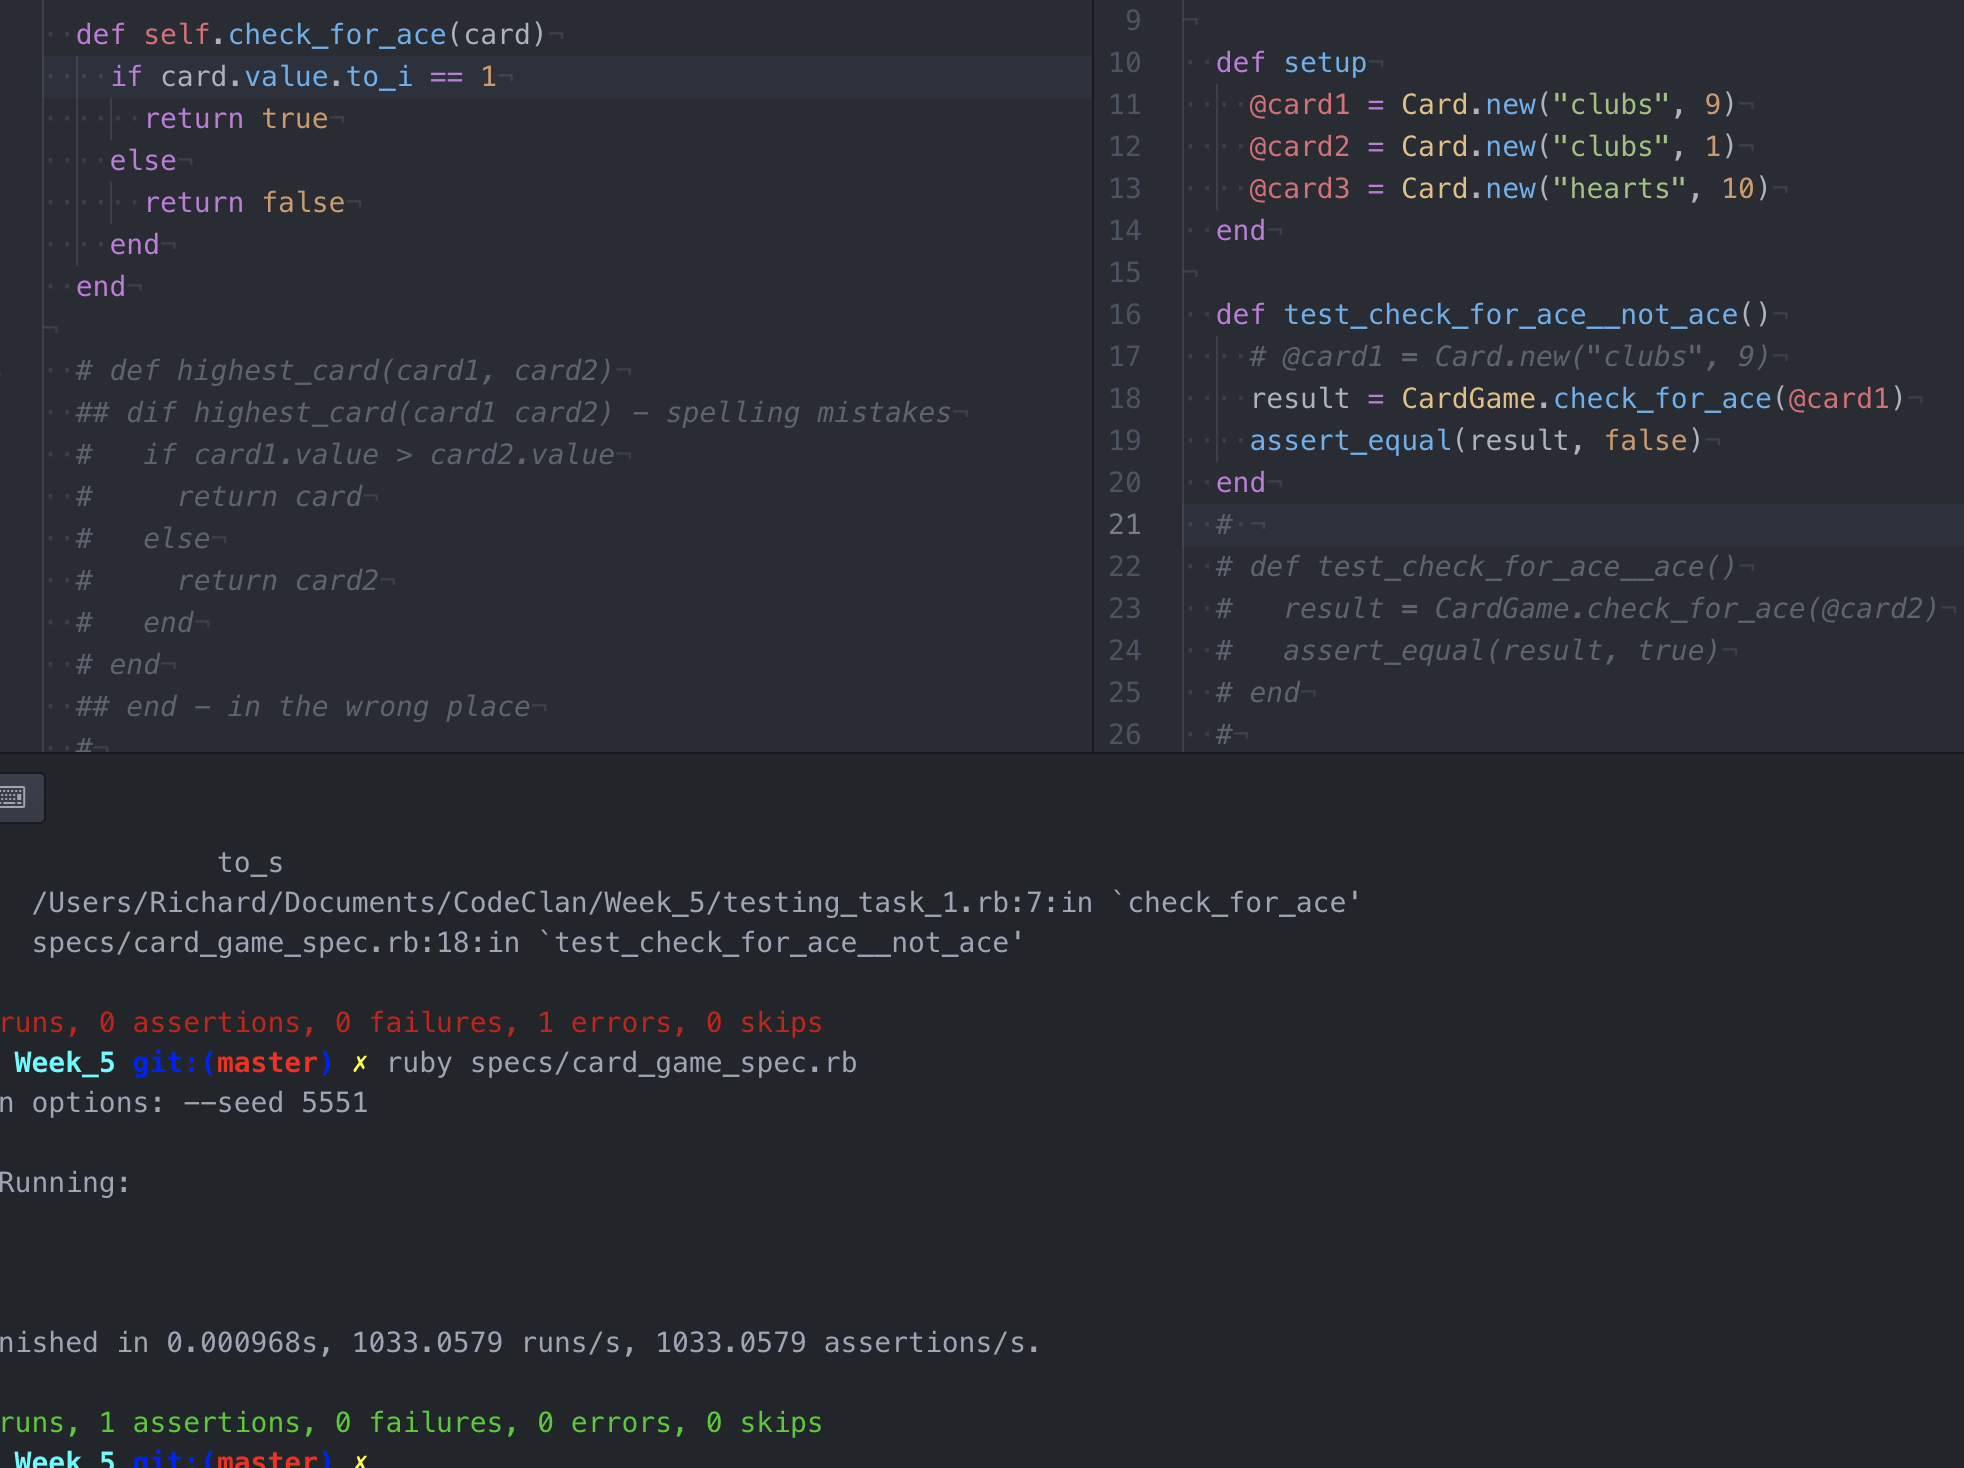 def self.check_for_ace(card)
if card.value.to_i == 1
return true
else
return false
end
end
# def highest_card(card1, card2)
## dif highest_card(card1 card2) - spelling mistakes
#   if card1.value > card2.value
#     return card
#   else
#     return card2
#   end
# end
## end - in the wrong place
#
9
10 def setup
11 @card1 = Card.new("clubs", 9)
12 @card2 = Card.new("clubs", 1)
13 @card3 = Card.new("hearts", 10)
14 end
15
16 def test_check_for_ace__not_ace()
17 # @card1 = Card.new("clubs", 9)
18 result = CardGame.check_for_ace(@card1)
19 assert_equal(result, false)
20 end
21 #
22 # def test_check_for_ace__ace()
23 #   result = CardGame.check_for_ace(@card2)
24 #   assert_equal(result, true)
25 # end
26 #
to_s
/Users/Richard/Documents/CodeClan/Week_5/testing_task_1.rb:7:in `check_for_ace'
specs/card_game_spec.rb:18:in `test_check_for_ace__not_ace'
runs, 0 assertions, 0 failures, 1 errors, 0 skips
Week_5 git:(master) ✗ ruby specs/card_game_spec.rb
n options: --seed 5551
Running:
nished in 0.000968s, 1033.0579 runs/s, 1033.0579 assertions/s.
runs, 1 assertions, 0 failures, 0 errors, 0 skips
Week_5 git:(master) ✗